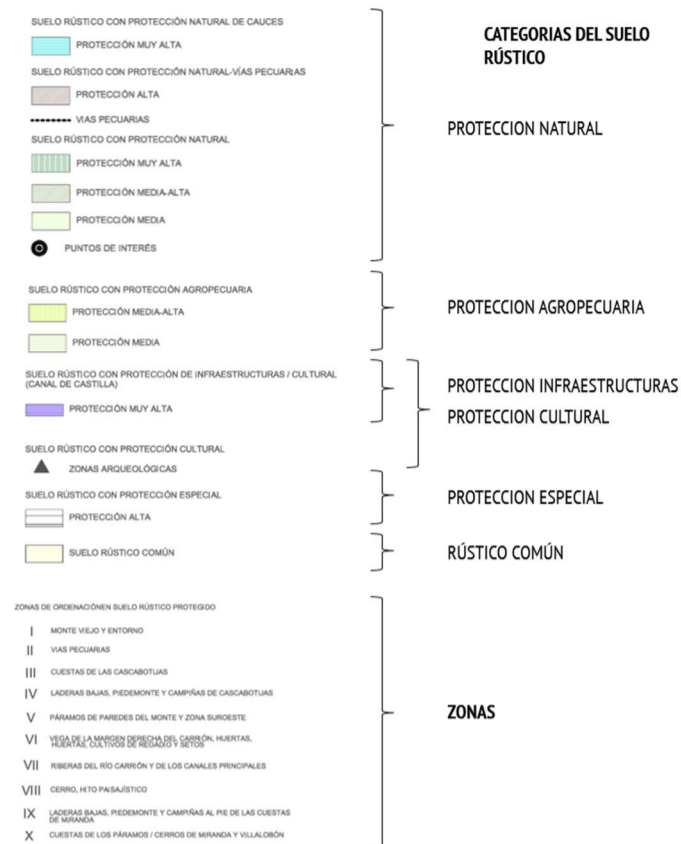 SUELO RÚSTICO CON PROTECCIÓN NATURAL DE CAUCES
PROTECCIÓN MUY ALTA
SUELO RÚSTICO CON PROTECCIÓN NATURAL-VÍAS PECUARIAS
PROTECCIÓN ALTA
VIAS PECUARIAS
SUELO RÚSTICO CON PROTECCIÓN NATURAL
PROTECCIÓN MUY ALTA
PROTECCIÓN MEDIA-ALTA
PROTECCIÓN MEDIA
PUNTOS DE INTERÉS
CATEGORIAS DEL SUELO
RÚSTICO
PROTECCION NATURAL
SUELO RÚSTICO CON PROTECCIÓN AGROPECUARIA
PROTECCIÓN MEDIA-ALTA
PROTECCIÓN MEDIA
PROTECCION AGROPECUARIA
SUELO RÚSTICO CON PROTECCIÓN DE INFRAESTRUCTURAS / CULTURAL
(CANAL DE CASTILLA)
PROTECCIÓN MUY ALTA
PROTECCION INFRAESTRUCTURAS
PROTECCION CULTURAL
SUELO RÚSTICO CON PROTECCIÓN CULTURAL
ZONAS ARQUEOLÓGICAS
SUELO RÚSTICO CON PROTECCIÓN ESPECIAL
PROTECCIÓN ALTA
PROTECCION ESPECIAL
SUELO RÚSTICO COMÚN
RÚSTICO COMÚN
ZONAS DE ORDENACIÓNEN SUELO RÚSTICO PROTEGIDO
I MONTE VIEJO Y ENTORNO
II VIAS PECUARIAS
III CUESTAS DE LAS CASCABOTIJAS
IV LADERAS BAJAS, PIEDEMONTE Y CAMPIÑAS DE CASCABOTIJAS
V PÁRAMOS DE PAREDES DEL MONTE Y ZONA SUROESTE
VI VEGA DE LA MARGEN DERECHA DEL CARRIÓN, HUERTAS,
HUERTAS, CULTIVOS DE REGADÍO Y SETOS
VII RIBERAS DEL RÍO CARRIÓN Y DE LOS CANALES PRINCIPALES
VIII CERRO, HITO PAISAJÍSTICO
IX LADERAS BAJAS, PIEDEMONTE Y CAMPIÑAS AL PIE DE LAS CUESTAS
DE MIRANDA
X CUESTAS DE LOS PÁRAMOS / CERROS DE MIRANDA Y VILLALOBÓN
ZONAS